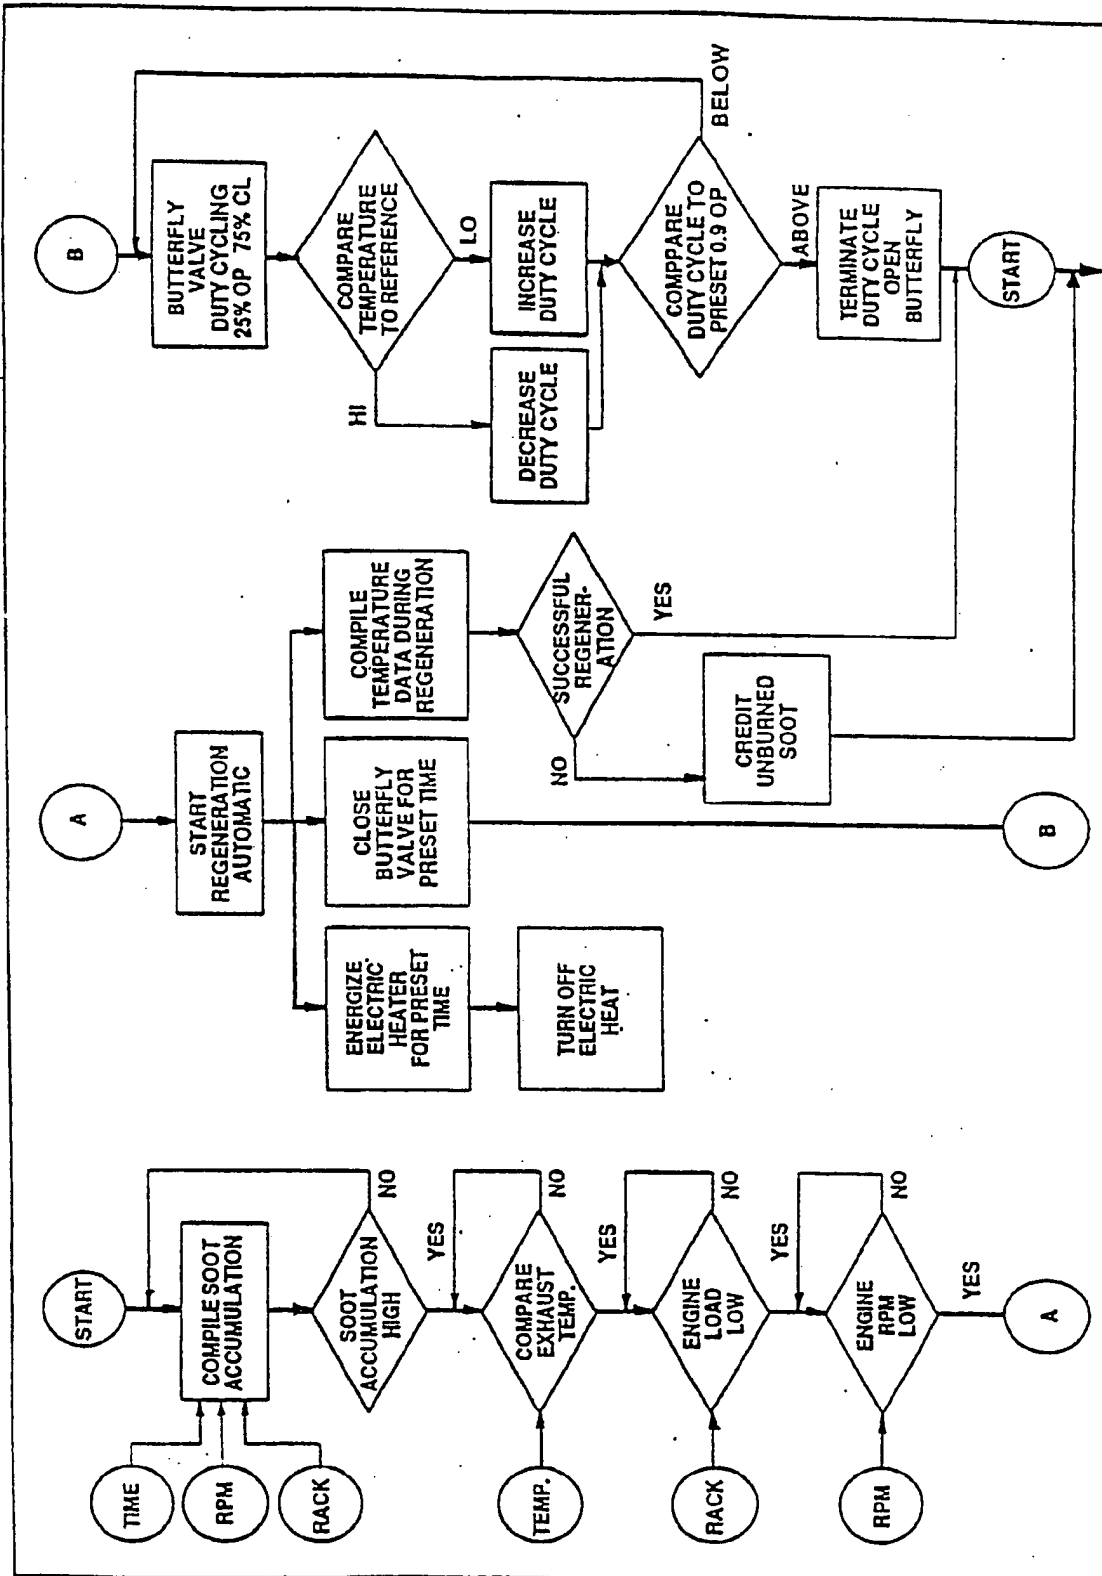 START
TIME
RPM
RACK
COMPILE SOOT
ACCUMULATION
SOOT
ACCUMULATION
HIGH
NO
YES
TEMP.
COMPARE
EXHAUST
TEMP.
NO
YES
RACK
ENGINE
LOAD
LOW
NO
YES
RPM
ENGINE
RPM
LOW
NO
YES
A
A
START
REGENERATION
AUTOMATIC
ENERGIZE
ELECTRIC
HEATER
FOR PRESET
TIME
TURN OFF
ELECTRIC
HEAT
CLOSE
BUTTERFLY
VALVE FOR
PRESET TIME
B
COMPILE
TEMPERATURE
DATA DURING
REGENERATION
SUCCESSFUL
REGENER-
ATION
NO
YES
CREDIT
UNBURNED
SOOT
B
BUTTERFLY
VALVE
DUTY CYCLING
25% OP 75% CL
COMPARE
TEMPERATURE
TO REFERENCE
HI
LO
DECREASE
DUTY CYCLE
INCREASE
DUTY CYCLE
COMPPARE
DUTY CYCLE TO
PRESET 0.9 OP
BELOW
ABOVE
TERMINATE
DUTY CYCLE
OPEN
BUTTERFLY
START